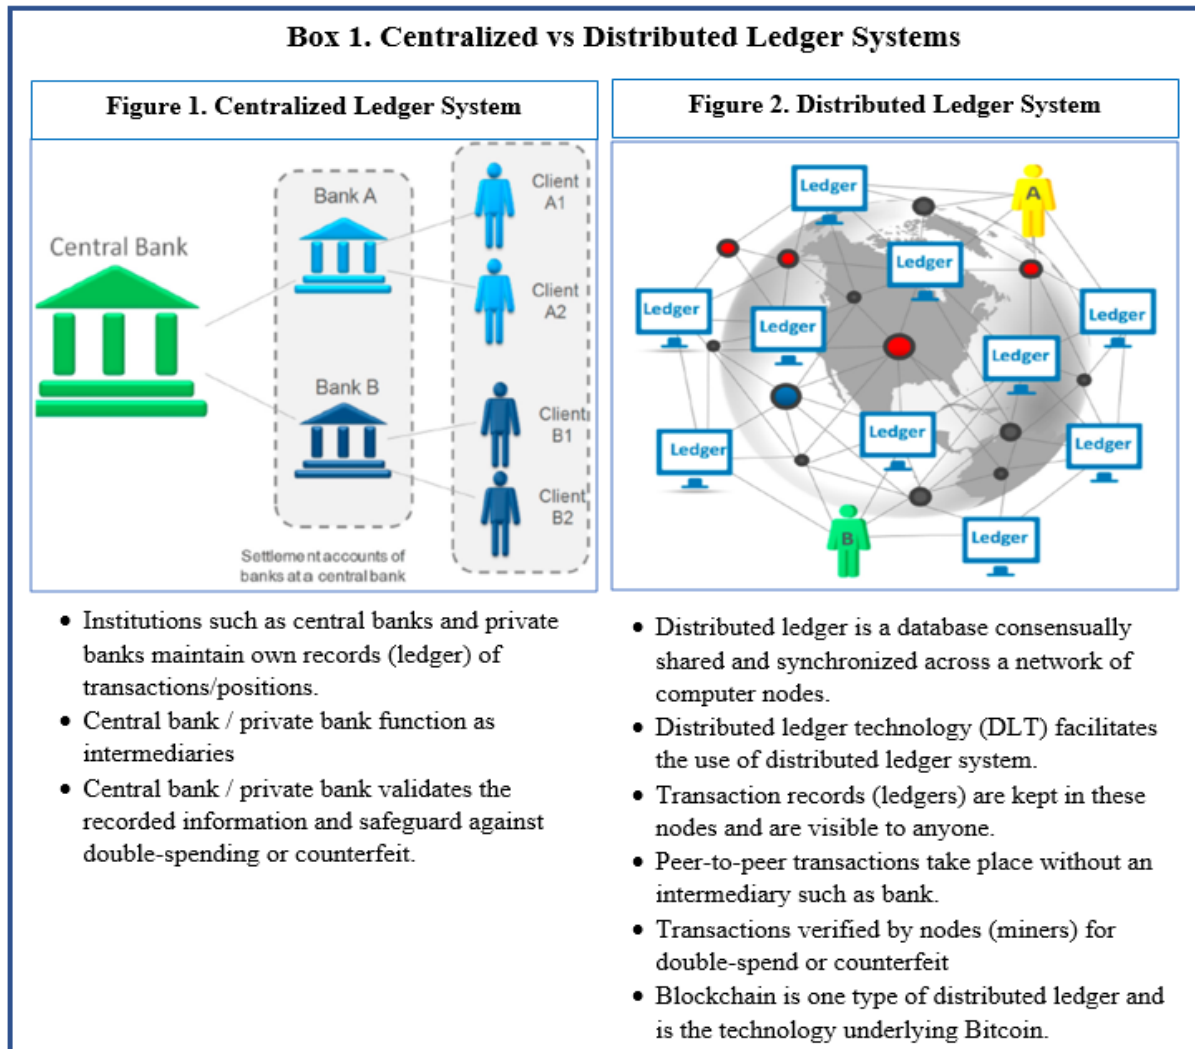 Box 1. Centralized vs Distributed Ledger Systems
Figure 1. Centralized Ledger System
Central Bank
Bank A
Bank B
Client
A1
Client
A2
Client
B1
Client
B2
Settlement accounts of
banks at a central bank
• Institutions such as central banks and private
banks maintain own records (ledger) of
transactions/positions.
• Central bank / private bank function as
intermediaries
• Central bank / private bank validates the
recorded information and safeguard against
double-spending or counterfeit.
Figure 2. Distributed Ledger System
Ledger
A
Ledger
Ledger
Ledger
Ledger
Ledger
Ledger
Ledger
Ledger
B
Ledger
• Distributed ledger is a database consensually
shared and synchronized across a network of
computer nodes.
• Distributed ledger technology (DLT) facilitates
the use of distributed ledger system.
• Transaction records (ledgers) are kept in these
nodes and are visible to anyone.
• Peer-to-peer transactions take place without an
intermediary such as bank.
• Transactions verified by nodes (miners) for
double-spend or counterfeit
• Blockchain is one type of distributed ledger and
is the technology underlying Bitcoin.